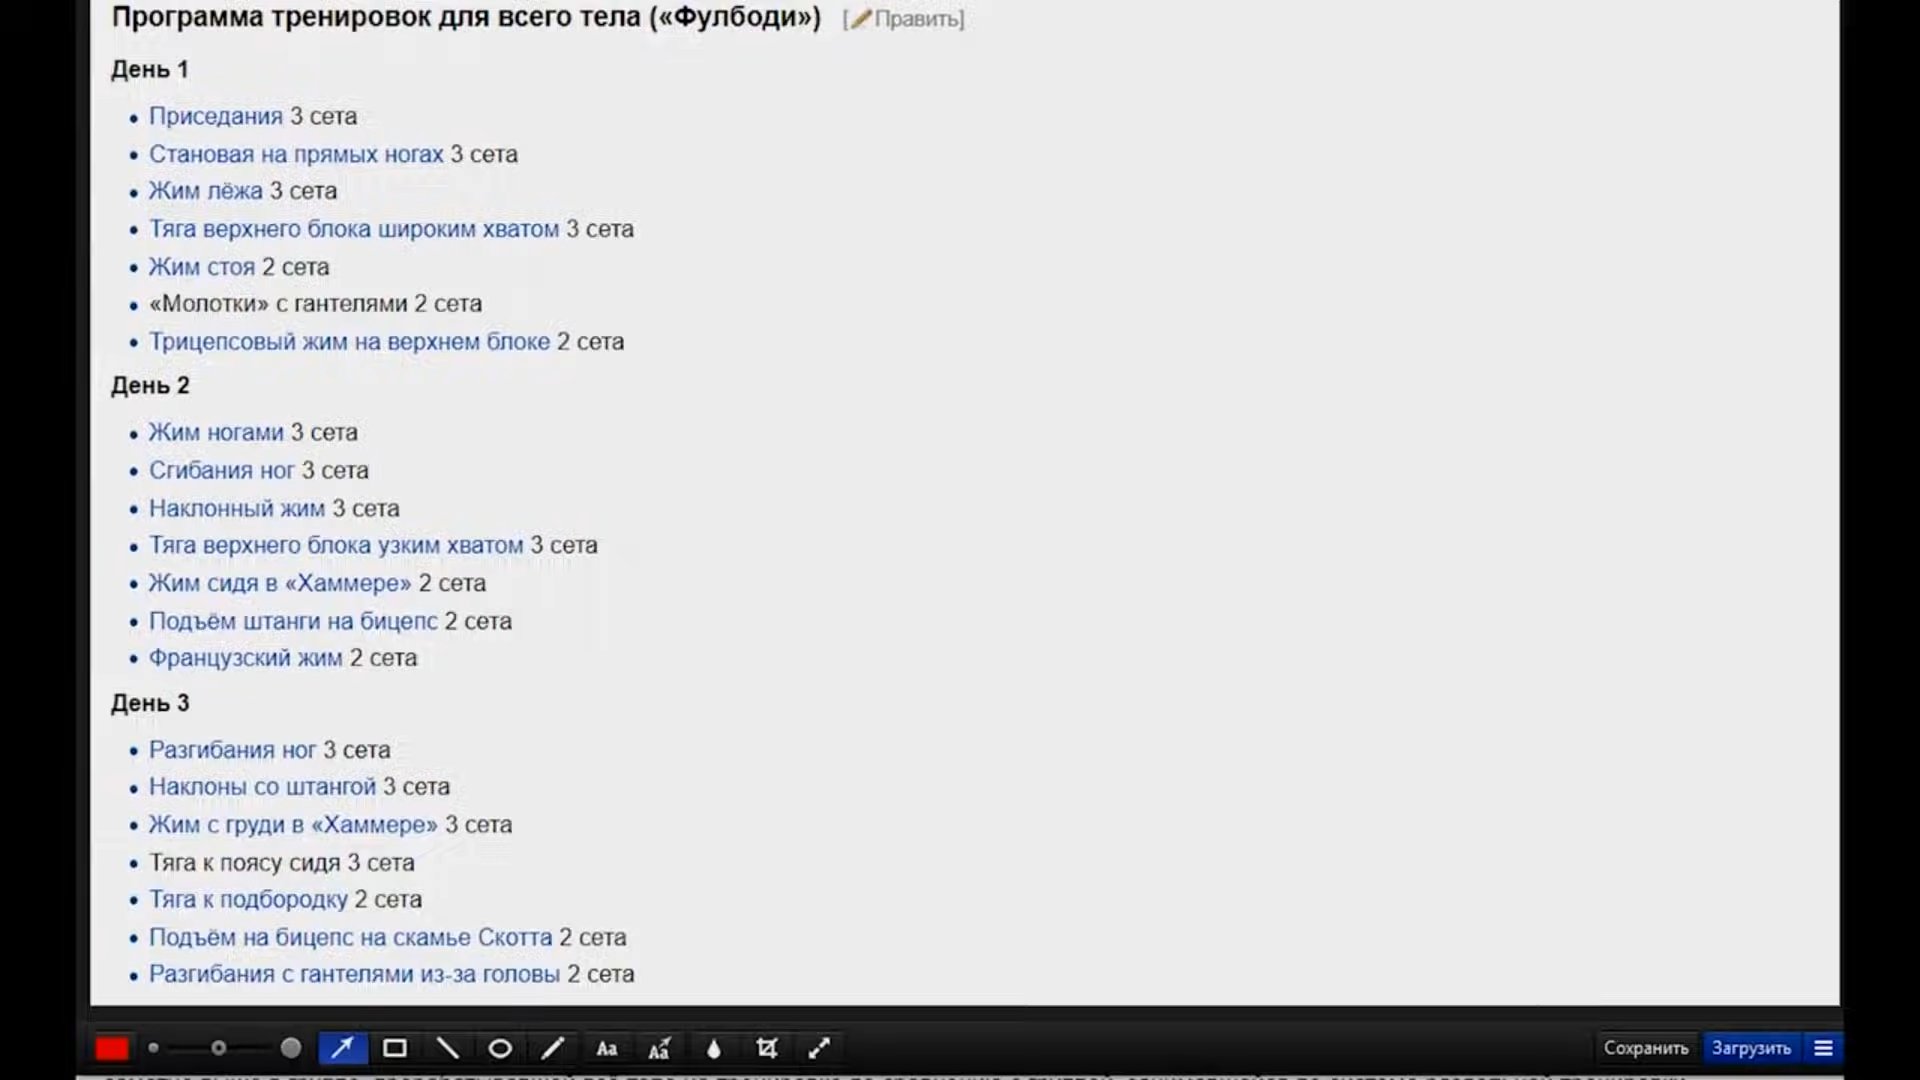 Программа тренировок для всего тела («Фулбоди») [Править]
День 1
Приседания 3 сета
Становая на прямых ногах 3 сета
Жим лёжа 3 сета
Тяга верхнего блока широким хватом 3 сета
Жим стоя 2 сета
«Молотки» с гантелями 2 сета
Трицепсовый жим на верхнем блоке 2 сета
День 2
Жим ногами 3 сета
Сгибания ног 3 сета
Наклонный жим 3 сета
Тяга верхнего блока узким хватом 3 сета
Жим сидя в «Хаммере» 2 сета
Подъём штанги на бицепс 2 сета
Французский жим 2 сета
День 3
Разгибания ног 3 сета
Наклоны со штангой 3 сета
Жим с груди в «Хаммере» 3 сета
Тяга к поясу сидя 3 сета
Тяга к подбородку 2 сета
Подъём на бицепс на скамье Скотта 2 сета
Разгибания с гантелями из-за головы 2 сета
Aa Aa Сохранить Загрузить